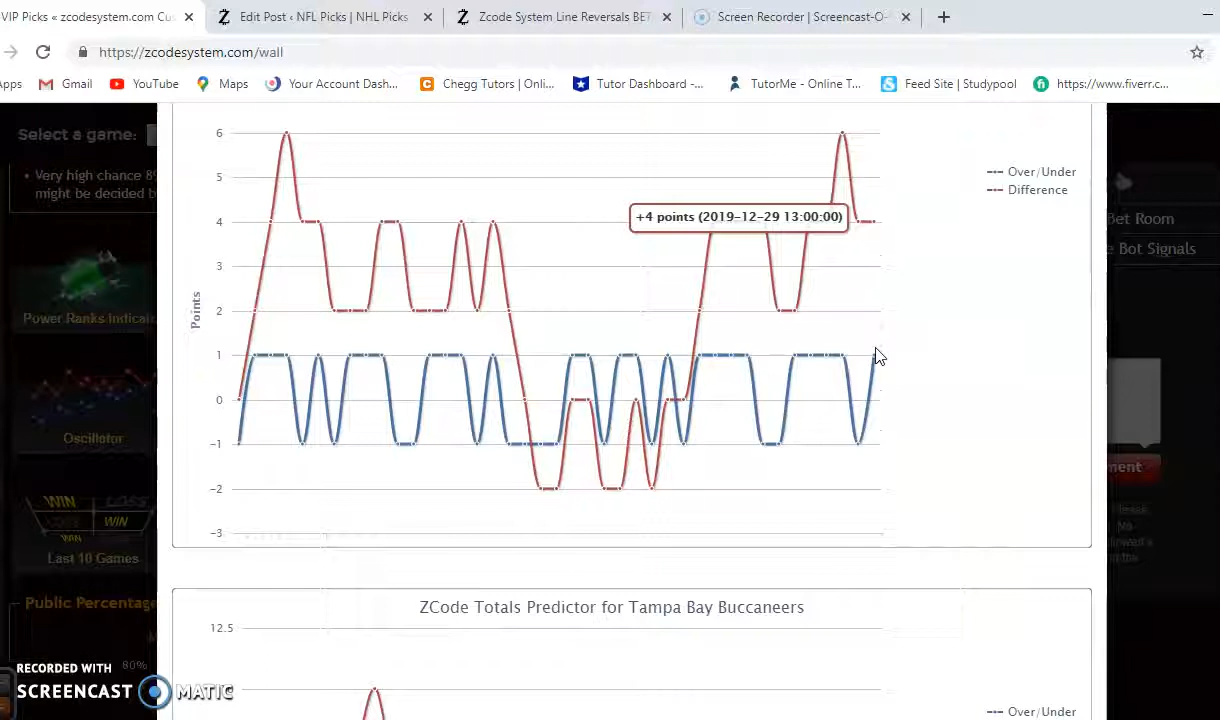 VIP Picks « zcodesystem.com Cus
Edit Post ‹ NFL Picks | NHL Picks
Zcode System Line Reversals BET
Screen Recorder | Screencast-O-
https://zcodesystem.com/wall
Apps
Gmail
YouTube
Maps
Your Account Dash...
Chegg Tutors | Onli...
Tutor Dashboard -...
TutorMe - Online T...
Feed Site | Studypool
https://www.fiverr.c...
Select a game:
• Very high chance 8
might be decided b
Power Ranks Indicat
Oscillator
WIN LOSS
WIN
WIN
Last 10 Games
Public Percentage
80%
6
5
4
3
2
1
0
−1
−2
−3
Points
+4 points (2019-12-29 13:00:00)
Over/Under
Difference
Bet Room
e Bot Signals
ment
No
ZCode Totals Predictor for Tampa Bay Buccaneers
12.5
Over/Under
RECORDED WITH
SCREENCAST MATIC